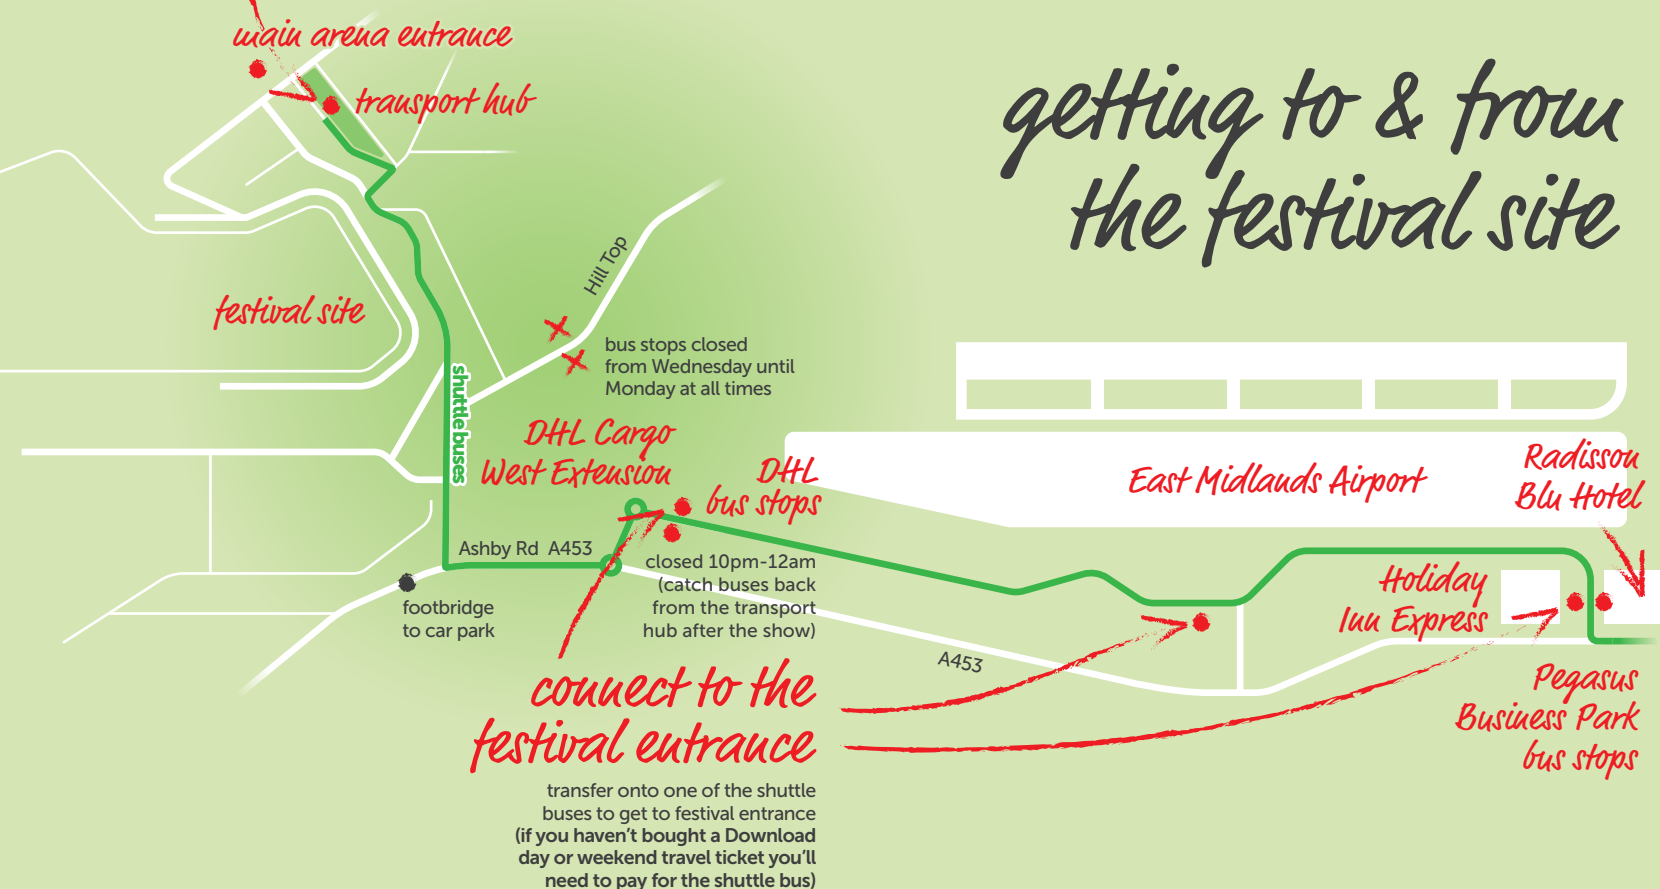 main arena entrance
transport hub
getting to & from
the festival site
Hill Top
festival site
bus stops closed
from Wednesday until
Monday at all times
shuttle buses
DHL Cargo
West Extension
DHL
bus stops
East Midlands Airport
Radisson
Blu Hotel
Ashby Rd A453
closed 10pm-12am
(catch buses back
from the transport
hub after the show)
footbridge
to car park
Holiday
Inn Express
A453
Pegasus
Business Park
bus stops
connect to the
festival entrance
transfer onto one of the shuttle
buses to get to festival entrance
(if you haven’t bought a Download
day or weekend travel ticket you’ll
need to pay for the shuttle bus)